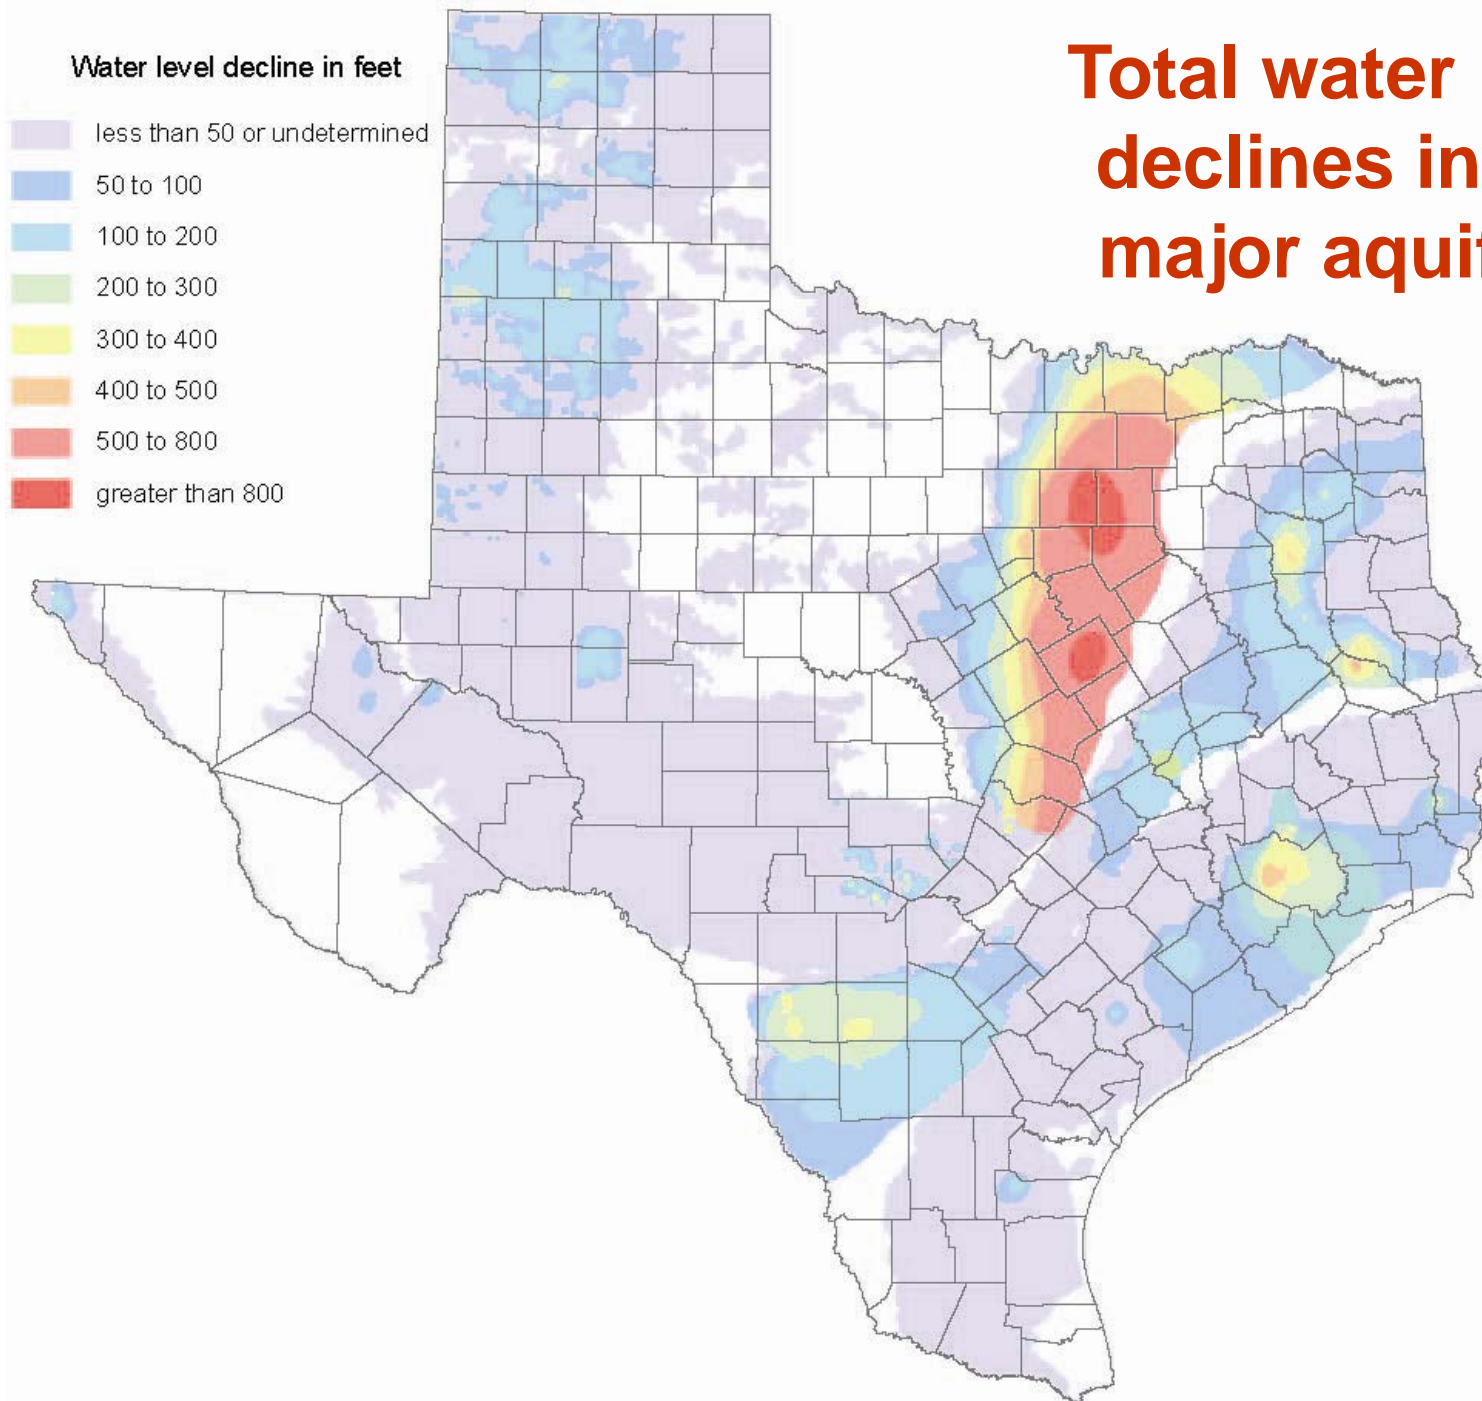 Total water
declines in
major aquif
Water level decline in feet
less than 50 or undetermined
50 to 100
100 to 200
200 to 300
300 to 400
400 to 500
500 to 800
greater than 800